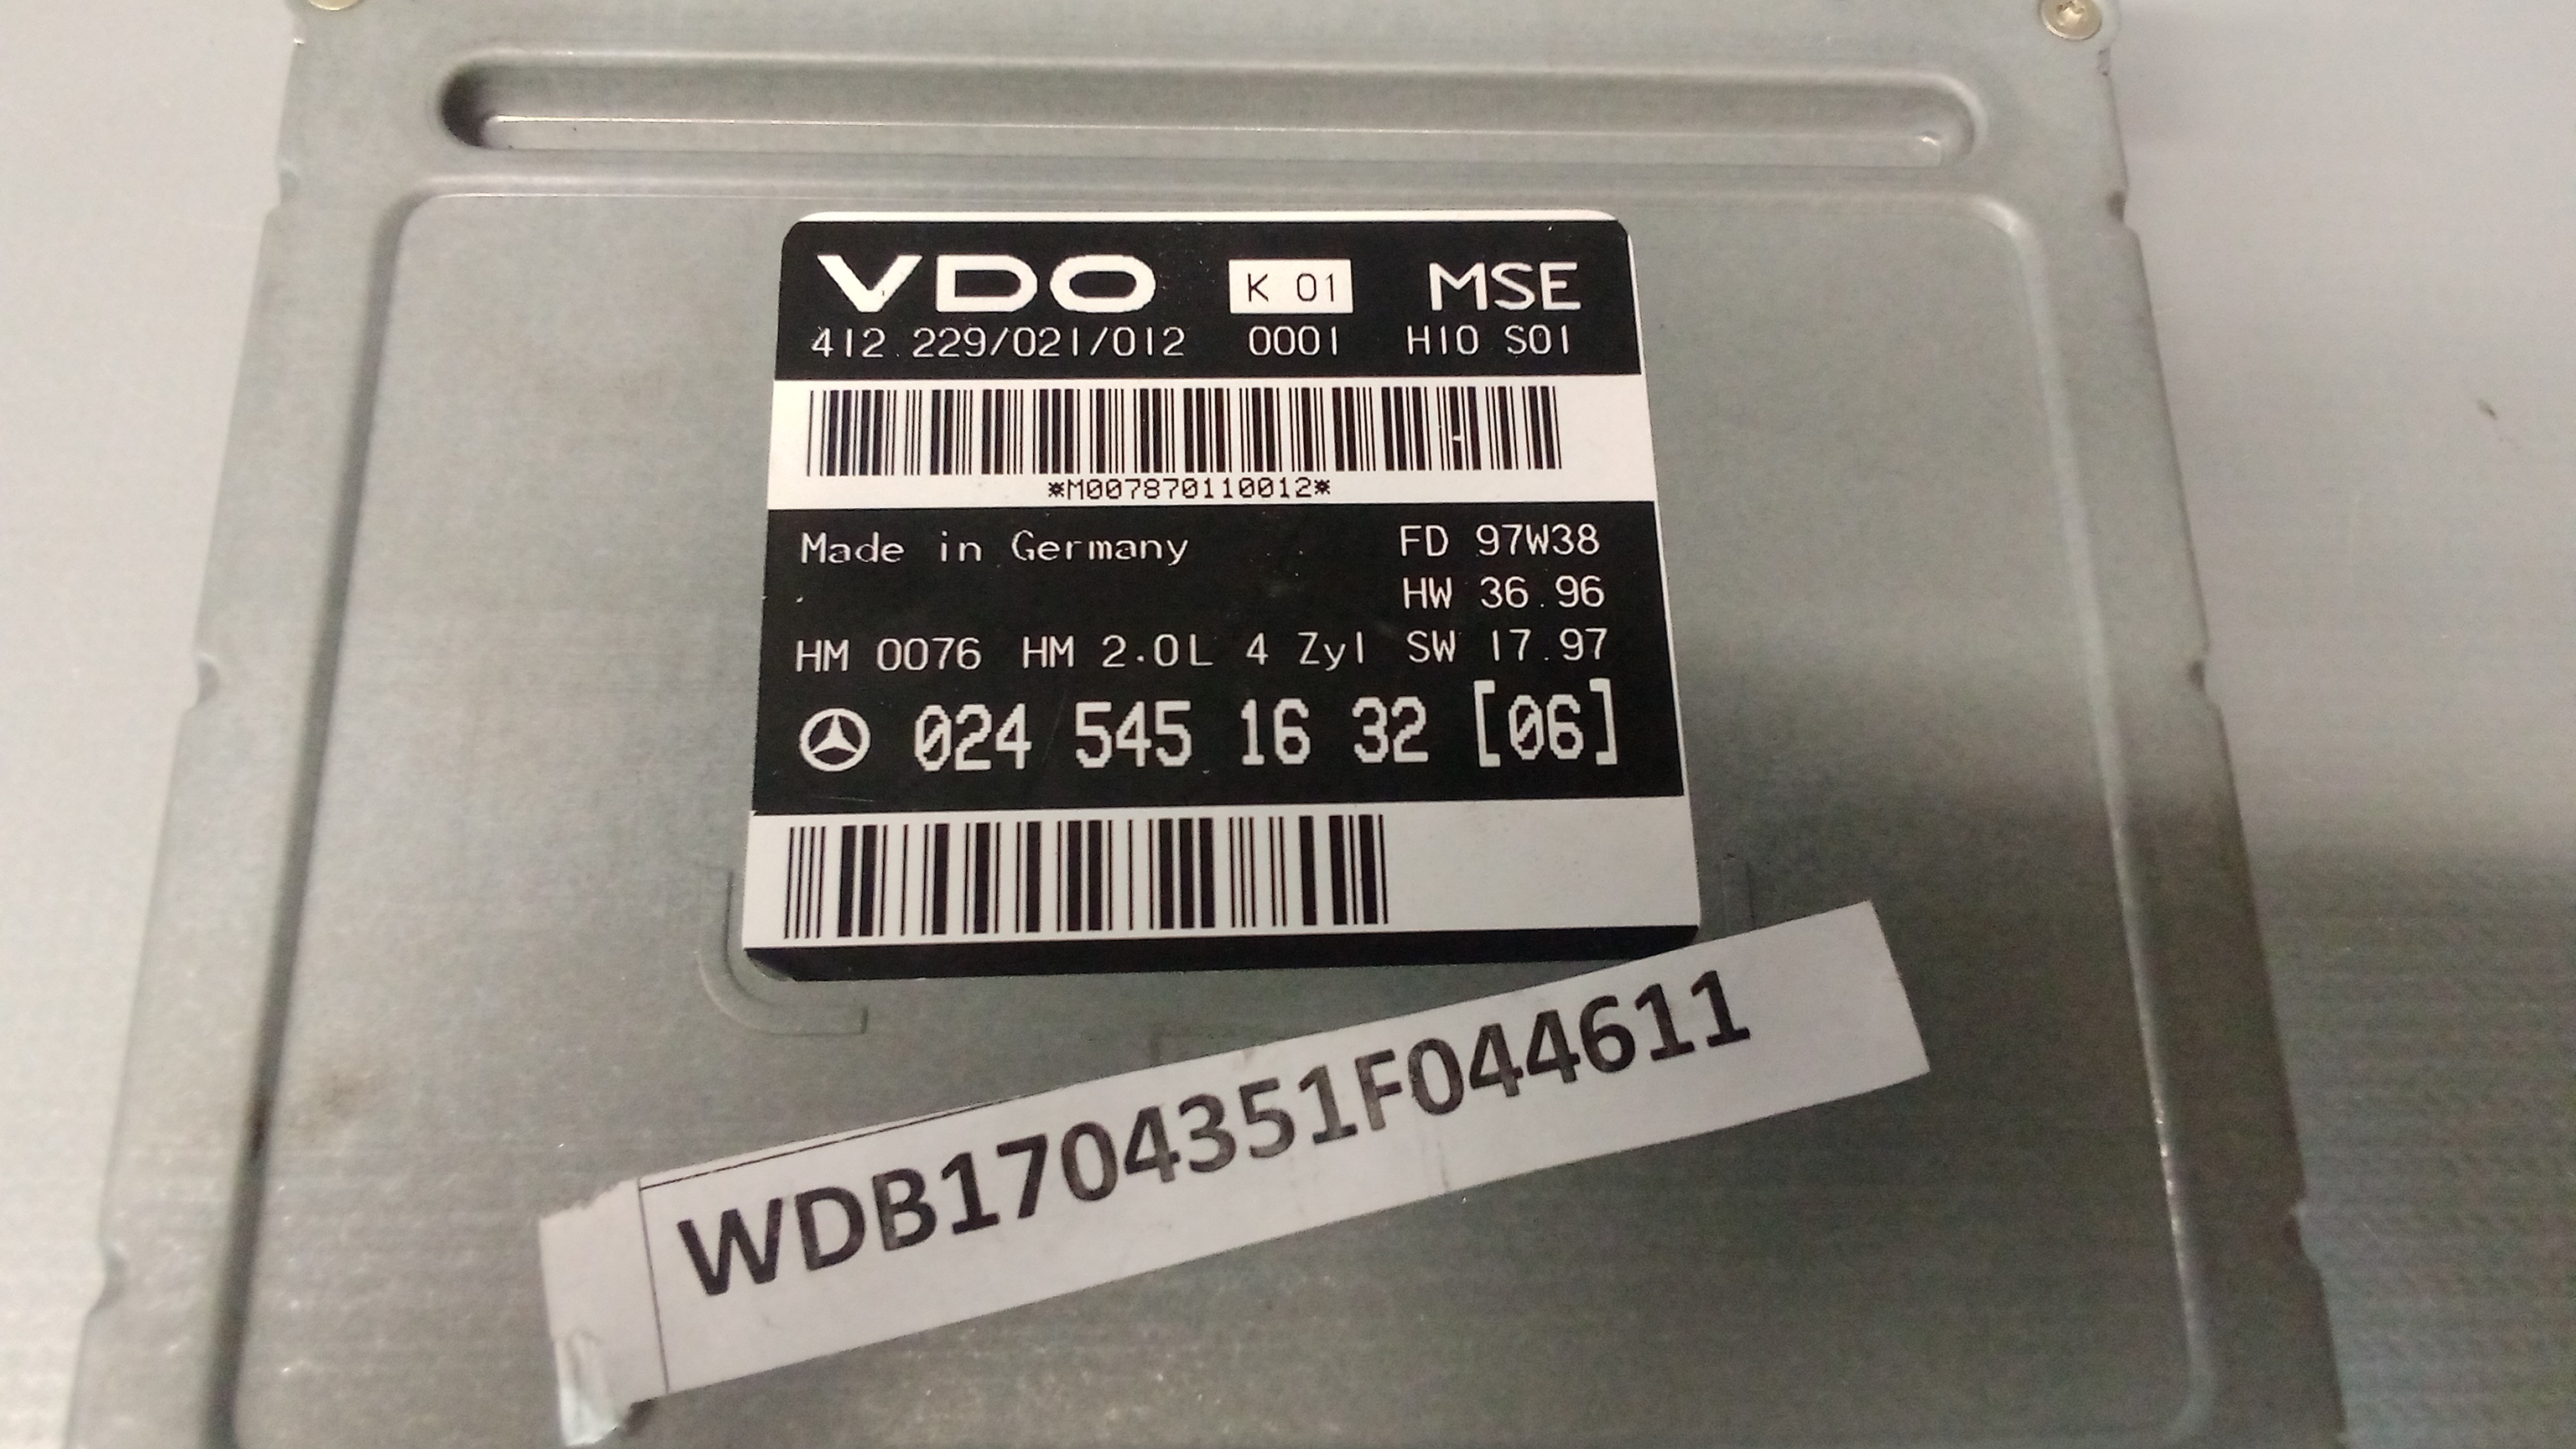 VDO K 01 MSE
412.229/021/012 0001 H10 S01
*M007870110012*
Made in Germany FD 97W38
HW 36.96
HM 0076 HM 2.0L 4 Zyl SW 17.97
024 545 16 32 [06]
WDB1704351F044611